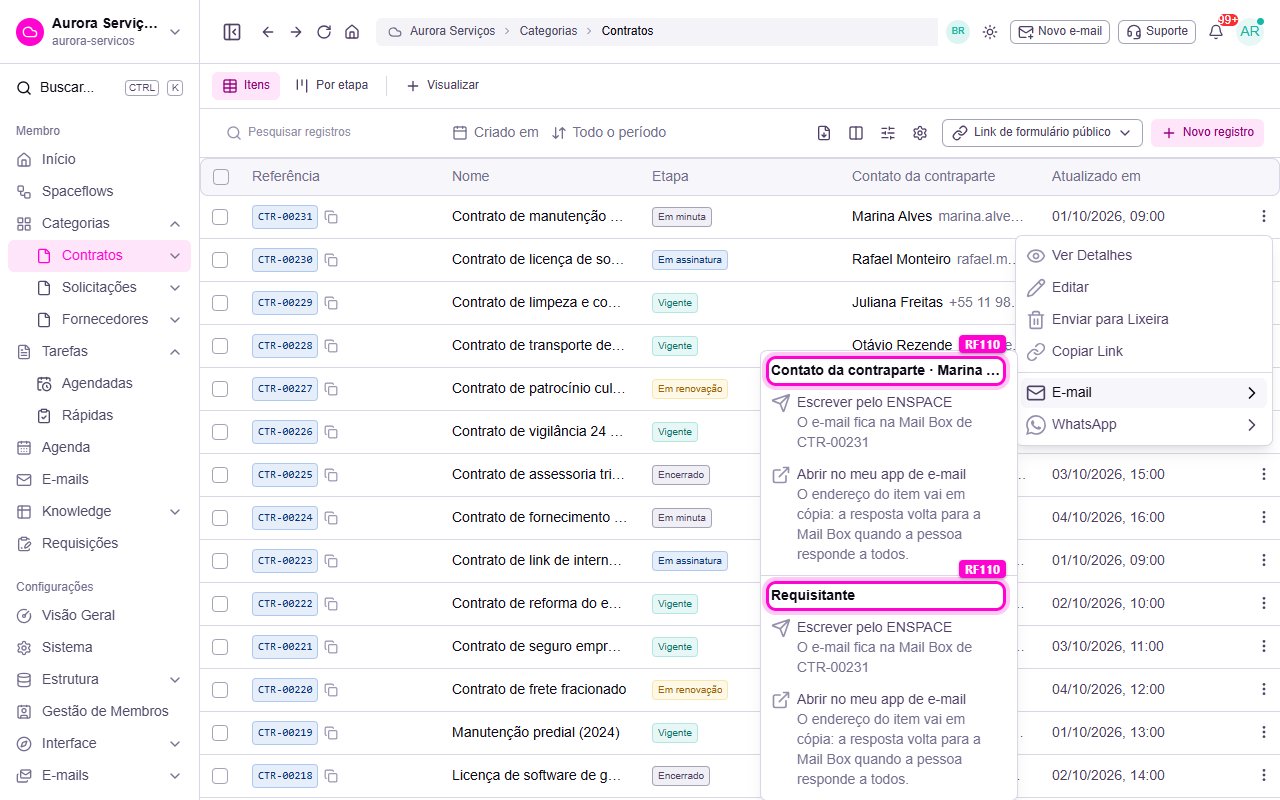 Aurora Serviç...
aurora-servicos
Aurora Serviços
Categorias
Contratos
BR
Novo e-mail
Suporte
99+
AR
Buscar...
CTRL
K
Itens
Por etapa
Visualizar
Membro
Início
Spaceflows
Categorias
Contratos
Solicitações
Fornecedores
Tarefas
Agendadas
Rápidas
Agenda
E-mails
Knowledge
Requisições
Configurações
Visão Geral
Sistema
Estrutura
Gestão de Membros
Interface
E-mails
Pesquisar registros
Criado em
Todo o período
Link de formulário público
Novo registro
Referência Nome Etapa Contato da contraparte Atualizado em
CTR-00231 Contrato de manutenção ... Em minuta Marina Alves marina.alve... 01/10/2026, 09:00
CTR-00230 Contrato de licença de so... Em assinatura Rafael Monteiro rafael.m...
CTR-00229 Contrato de limpeza e co... Vigente Juliana Freitas +55 11 98...
CTR-00228 Contrato de transporte de... Vigente Otávio Rezende
CTR-00227 Contrato de patrocínio cul... Em renovação
CTR-00226 Contrato de vigilância 24 ... Vigente
CTR-00225 Contrato de assessoria tri... Encerrado 03/10/2026, 15:00
CTR-00224 Contrato de fornecimento ... Em minuta 04/10/2026, 16:00
CTR-00223 Contrato de link de intern... Em assinatura 01/10/2026, 09:00
CTR-00222 Contrato de reforma do e... Vigente 02/10/2026, 10:00
CTR-00221 Contrato de seguro empr... Vigente 03/10/2026, 11:00
CTR-00220 Contrato de frete fracionado Em renovação 04/10/2026, 12:00
CTR-00219 Manutenção predial (2024) Vigente 01/10/2026, 13:00
CTR-00218 Licença de software de g... Encerrado 02/10/2026, 14:00
Ver Detalhes
Editar
Enviar para Lixeira
Copiar Link
E-mail
WhatsApp
RF110
Contato da contraparte · Marina ...
Escrever pelo ENSPACE
O e-mail fica na Mail Box de
CTR-00231
Abrir no meu app de e-mail
O endereço do item vai em
cópia: a resposta volta para a
Mail Box quando a pessoa
responde a todos.
RF110
Requisitante
Escrever pelo ENSPACE
O e-mail fica na Mail Box de
CTR-00231
Abrir no meu app de e-mail
O endereço do item vai em
cópia: a resposta volta para a
Mail Box quando a pessoa
responde a todos.